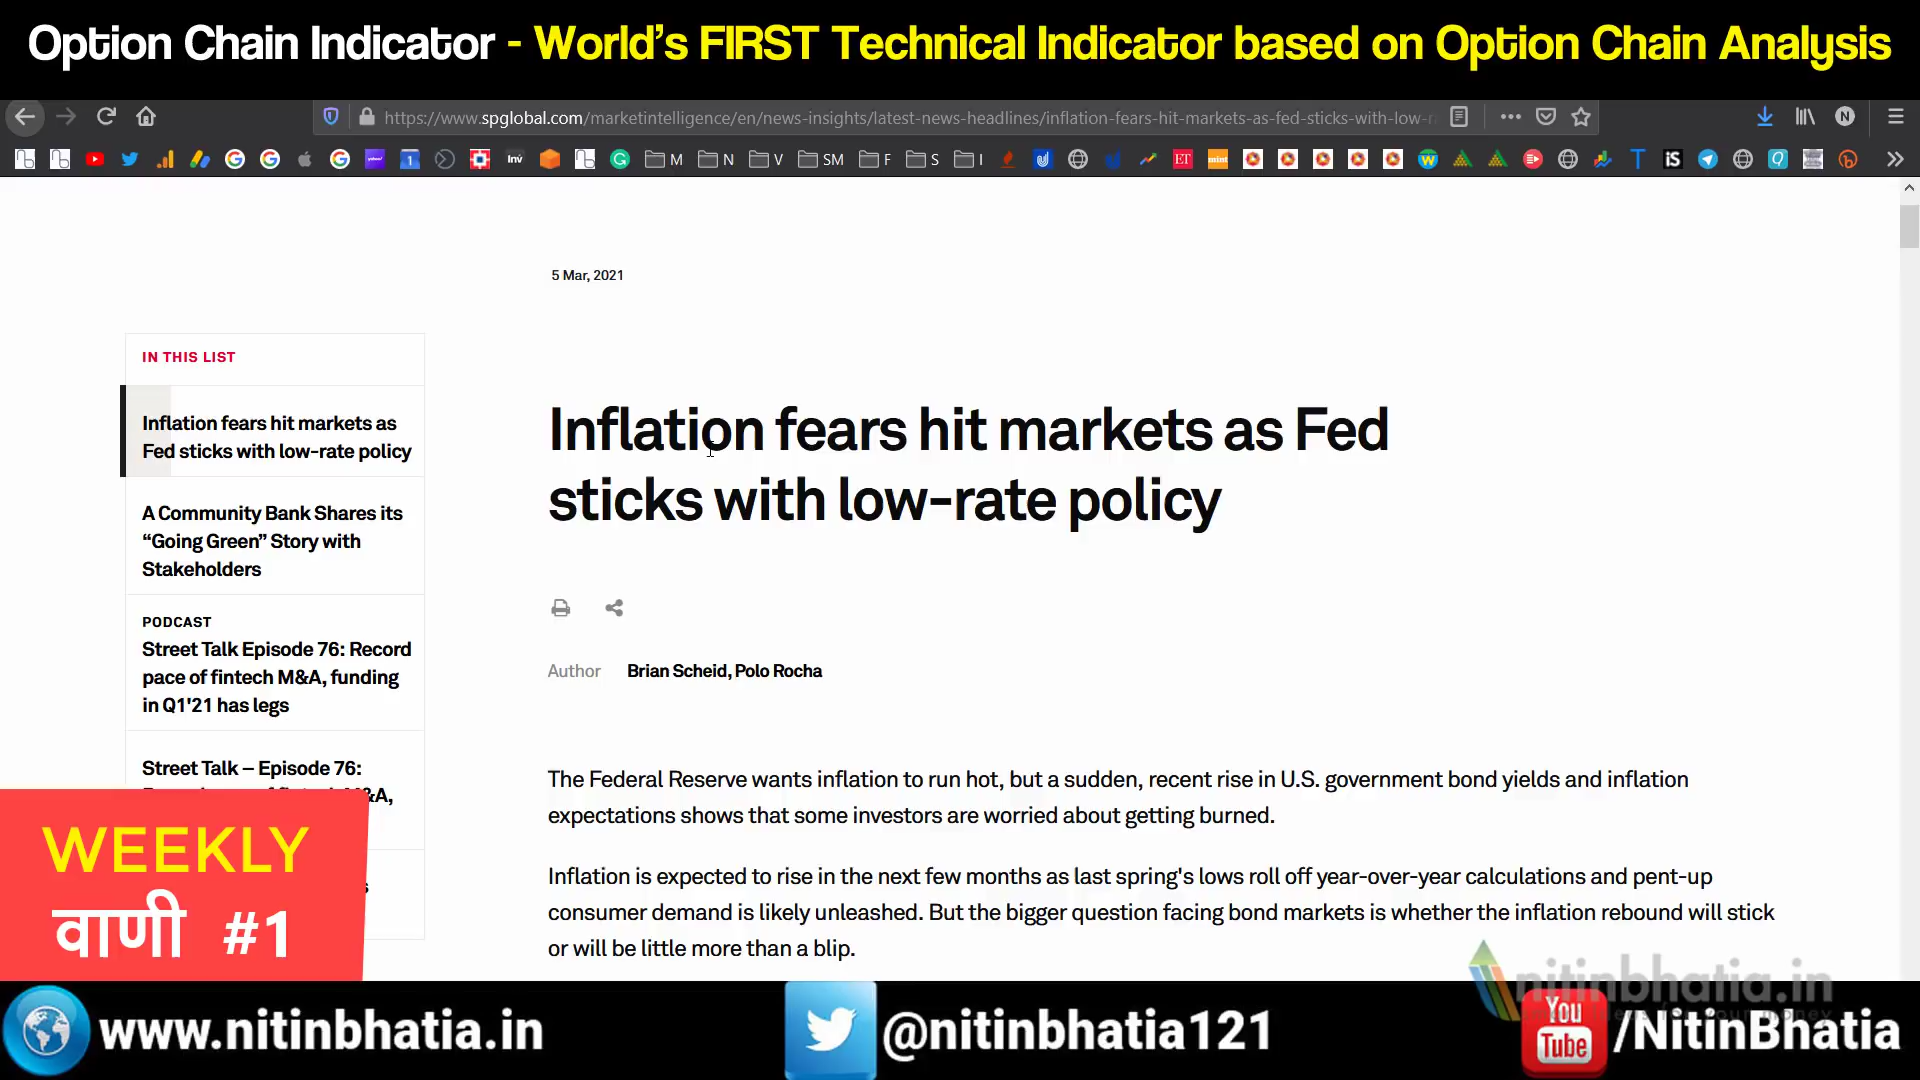 Option Chain Indicator - World's FIRST Technical Indicator based on Option Chain Analysis
https://www.spglobal.com/marketintelligence/en/news-insights/latest-news-headlines/inflation-fears-hit-markets-as-fed-sticks-with-low-r
M N V SM F S I
5 Mar, 2021
IN THIS LIST
Inflation fears hit markets as
Fed sticks with low-rate policy
A Community Bank Shares its
“Going Green” Story with
Stakeholders
PODCAST
Street Talk Episode 76: Record
pace of fintech M&A, funding
in Q1'21 has legs
Street Talk – Episode 76:
Inflation fears hit markets as Fed
sticks with low-rate policy
Author Brian Scheid, Polo Rocha
The Federal Reserve wants inflation to run hot, but a sudden, recent rise in U.S. government bond yields and inflation
expectations shows that some investors are worried about getting burned.
Inflation is expected to rise in the next few months as last spring's lows roll off year-over-year calculations and pent-up
consumer demand is likely unleashed. But the bigger question facing bond markets is whether the inflation rebound will stick
or will be little more than a blip.
WEEKLY
वाणी #1
nitinbhatia.in
www.nitinbhatia.in
@nitinbhatia121
You Tube /NitinBhatia